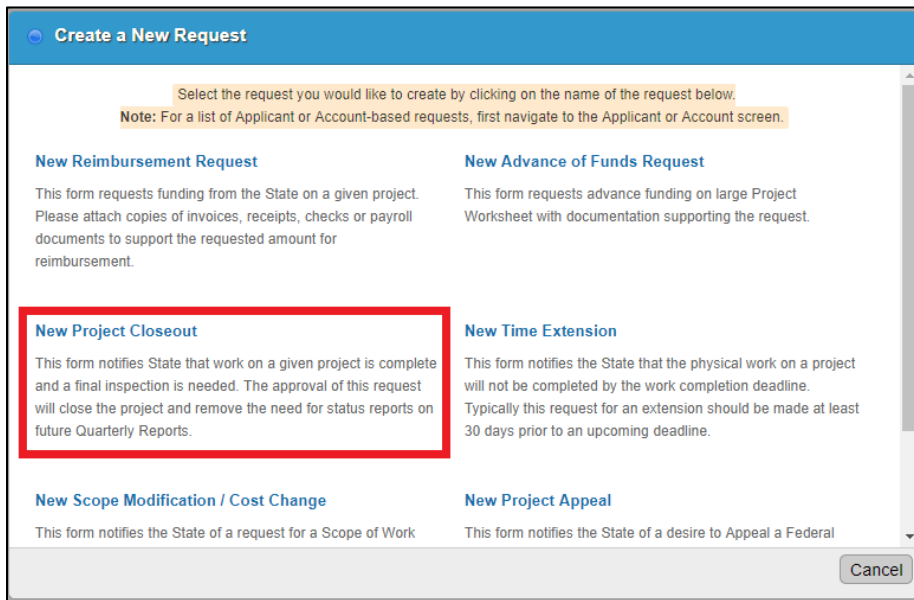 Create a New Request
Select the request you would like to create by clicking on the name of the request below.
Note: For a list of Applicant or Account-based requests, first navigate to the Applicant or Account screen.
New Reimbursement Request
This form requests funding from the State on a given project.
Please attach copies of invoices, receipts, checks or payroll
documents to support the requested amount for
reimbursement.
New Advance of Funds Request
This form requests advance funding on large Project
Worksheet with documentation supporting the request.
New Project Closeout
This form notifies State that work on a given project is complete
and a final inspection is needed. The approval of this request
will close the project and remove the need for status reports on
future Quarterly Reports.
New Time Extension
This form notifies the State that the physical work on a project
will not be completed by the work completion deadline.
Typically this request for an extension should be made at least
30 days prior to an upcoming deadline.
New Scope Modification / Cost Change
This form notifies the State of a request for a Scope of Work
New Project Appeal
This form notifies the State of a desire to Appeal a Federal
Cancel